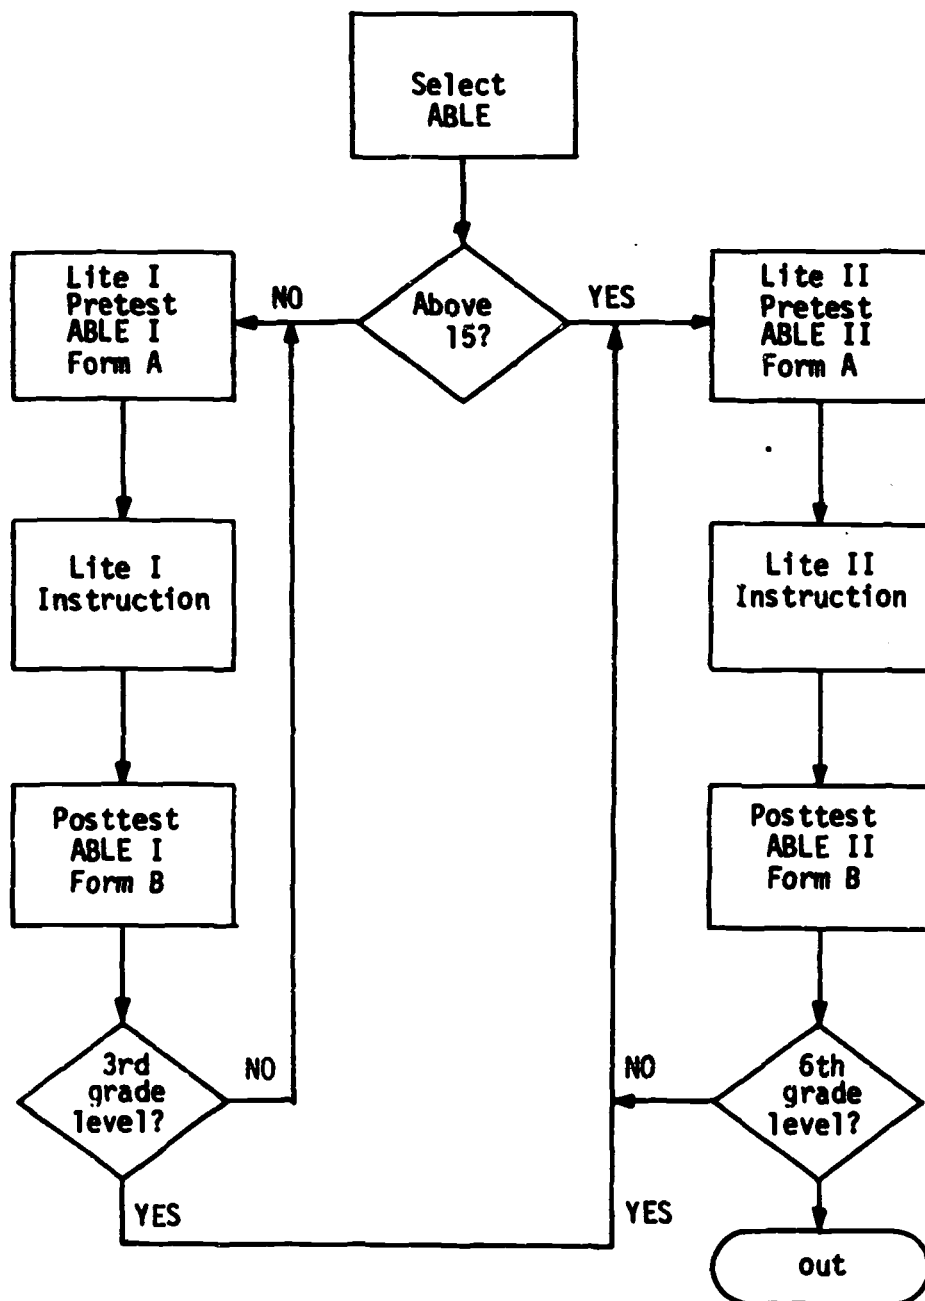 Select
ABLE
Above
15?
NO
YES
Lite I
Pretest
ABLE I
Form A
Lite II
Pretest
ABLE II
Form A
Lite I
Instruction
Lite II
Instruction
Posttest
ABLE I
Form B
Posttest
ABLE II
Form B
3rd
grade
level?
NO
YES
6th
grade
level?
NO
YES
out